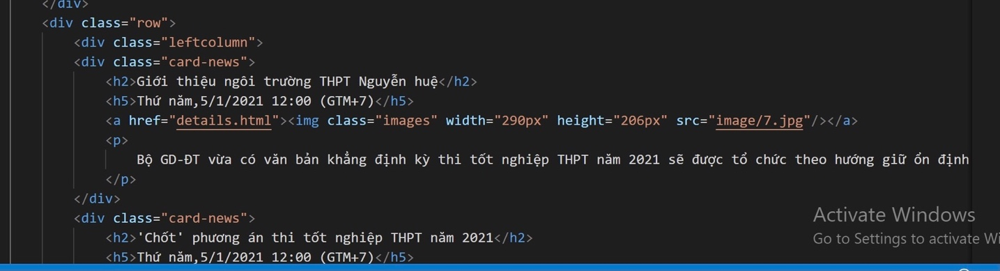 </div>
<div class="row">
<div class="leftcolumn">
<div class="card-news">
<h2>Giới thiệu ngôi trường THPT Nguyễn huệ</h2>
<h5>Thứ năm,5/1/2021 12:00 (GTM+7)</h5>
<a href="details.html"><img class="images" width="290px" height="206px" src="image/7.jpg"/></a>
<p>
Bộ GD-ĐT vừa có văn bản khẳng định kỳ thi tốt nghiệp THPT năm 2021 sẽ được tổ chức theo hướng giữ ổn định
</p>
</div>
<div class="card-news">
<h2>'Chốt' phương án thi tốt nghiệp THPT năm 2021</h2>
<h5>Thứ năm,5/1/2021 12:00 (GTM+7)</h5>
Activate Windows
Go to Settings to activate Wi